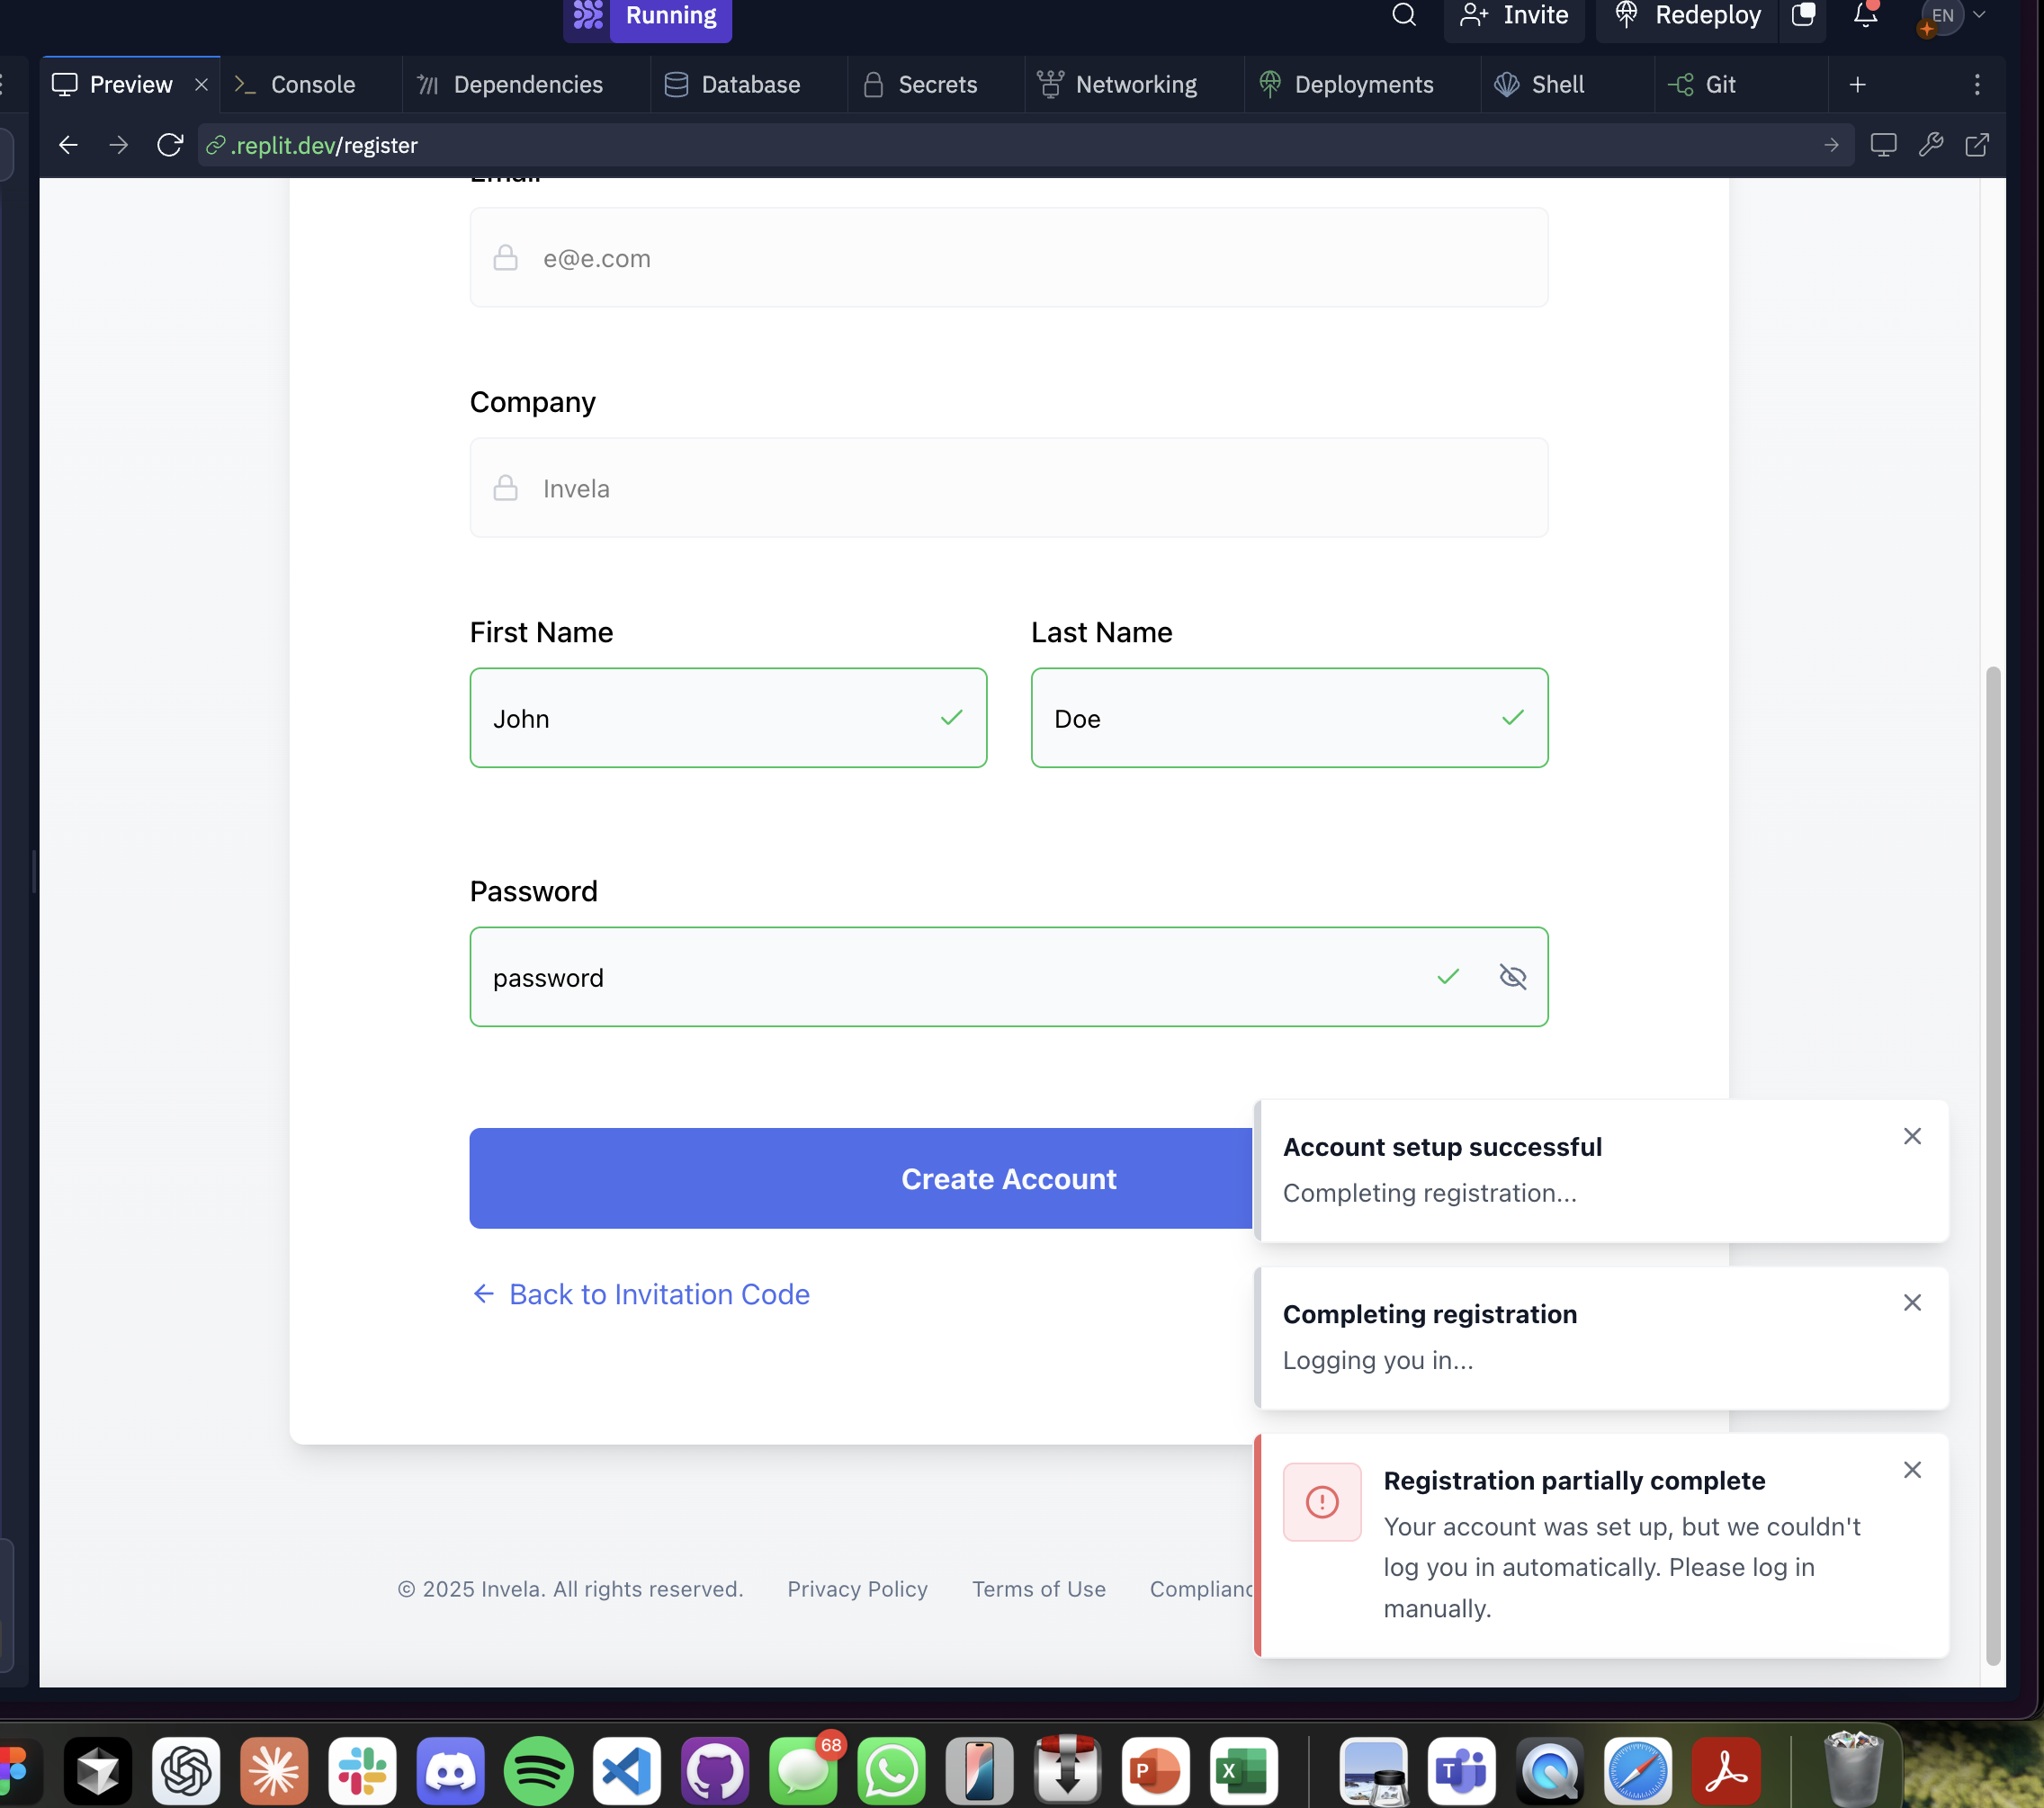 Running
Invite
Redeploy
EN
Preview
Console
Dependencies
Database
Secrets
Networking
Deployments
Shell
Git
.replit.dev/register
Email
e@e.com
Company
Invela
First Name
Last Name
John
Doe
Password
password
Create Account
Back to Invitation Code
Account setup successful
Completing registration...
Completing registration
Logging you in...
Registration partially complete
Your account was set up, but we couldn't
log you in automatically. Please log in
manually.
© 2025 Invela. All rights reserved.
Privacy Policy
Terms of Use
Complianc
68
P
X
T